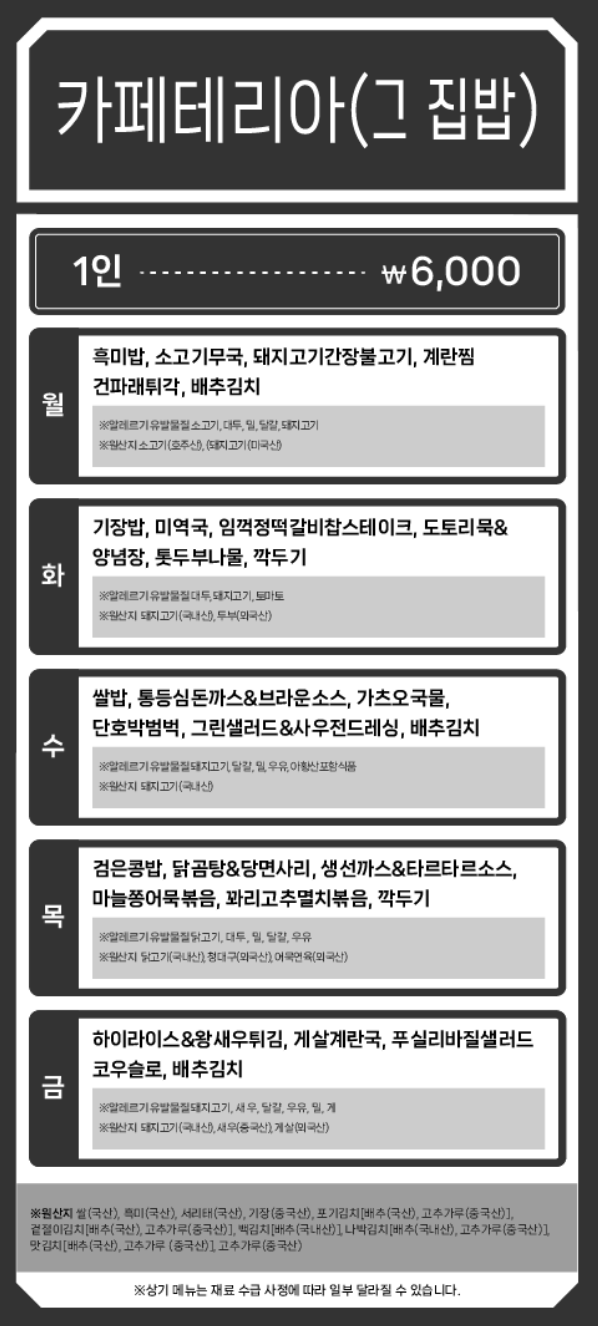 카페테리아(그 집밥)
1인 ₩6,000
월
흑미밥, 소고기무국, 돼지고기간장불고기, 계란찜
건파래튀각, 배추김치
※알레르기유발물질 소고기, 대두, 밀, 달걀, 돼지고기
※원산지 소고기(호주산), (돼지고기(미국산)
화
기장밥, 미역국, 임꺽정떡갈비찹스테이크, 도토리묵&
양념장, 톳두부나물, 깍두기
※알레르기유발물질 대두, 돼지고기, 토마토
※원산지 돼지고기(국내산), 두부(외국산)
수
쌀밥, 통등심돈까스&브라운소스, 가츠오국물,
단호박범벅, 그린샐러드&사우전드레싱, 배추김치
※알레르기유발물질 돼지고기, 달걀, 밀, 우유, 아황산포함식품
※원산지 돼지고기(국내산)
목
검은콩밥, 닭곰탕&당면사리, 생선까스&타르타르소스,
마늘쫑어묵볶음, 꽈리고추멸치볶음, 깍두기
※알레르기유발물질 닭고기, 대두, 밀, 달걀, 우유
※원산지 닭고기(국내산), 청대구(외국산), 어묵연육(외국산)
금
하이라이스&왕새우튀김, 게살계란국, 푸실리바질샐러드
코우슬로, 배추김치
※알레르기유발물질 돼지고기, 새우, 달걀, 우유, 밀, 게
※원산지 돼지고기(국내산), 새우(중국산), 게살(외국산)
※원산지 쌀(국산), 흑미(국산), 서리태(국산), 기장(중국산), 포기김치[배추(국산), 고추가루(중국산)],
겉절이김치[배추(국산), 고추가루(중국산)], 백김치[배추(국내산)], 나박김치[배추(국내산), 고추가루(중국산)],
맛김치[배추(국산), 고추가루 (중국산)], 고추가루(중국산)
※상기 메뉴는 재료 수급 사정에 따라 일부 달라질 수 있습니다.